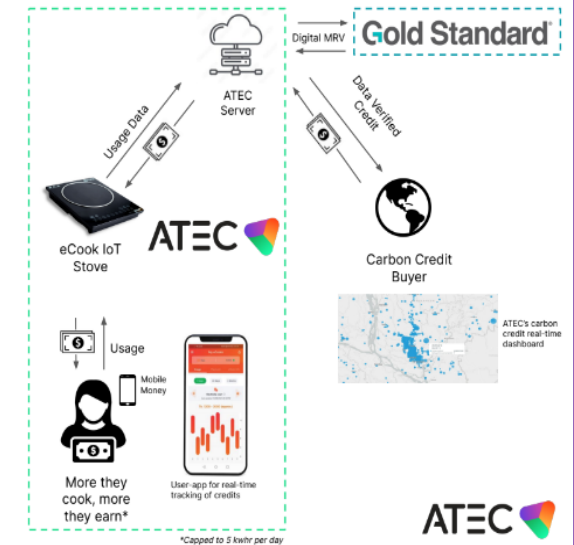 Digital MRV
Gold Standard
ATEC
Server
Usage Data
Data Verified
Credit
eCook IoT
Stove
ATEC
Carbon Credit
Buyer
ATEC's carbon
credit real-time
dashboard
Usage
Mobile
Money
More they
cook, more
they earn*
User-app for real-time
tracking of credits
*Capped to 5 kwhr per day
ATEC